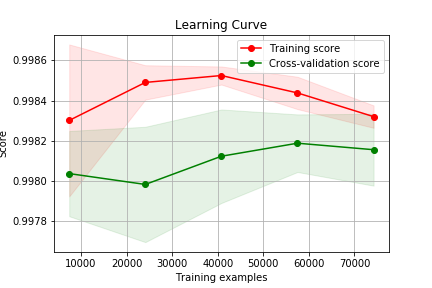 Learning Curve
Training score
Cross-validation score
0.9986
0.9984
0.9982
0.9980
0.9978
Score
10000 20000 30000 40000 50000 60000 70000
Training examples